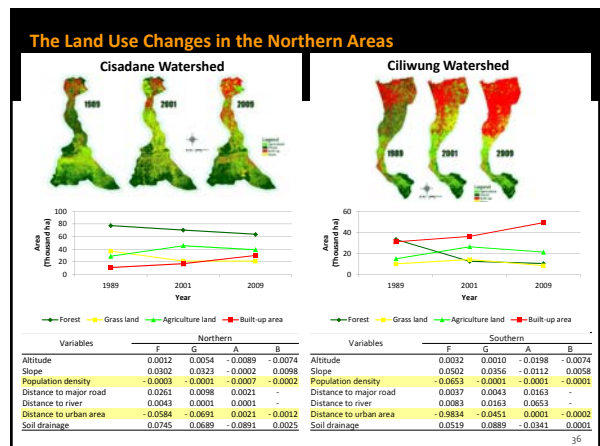 The Land Use Changes in the Northern Areas
Cisadane Watershed
1989
2001
2009
Legend
Area
(Thousand ha)
100
80
60
40
20
0
1989 2001 2009
Year
Forest Grass land Agriculture land Built-up area
Variables Northern
F G A B
Altitude 0.0012 0.0054 - 0.0089 - 0.0074
Slope 0.0302 0.0323 - 0.0002 0.0098
Population density - 0.0003 - 0.0001 - 0.0007 - 0.0002
Distance to major road 0.0261 0.0098 0.0021 -
Distance to river 0.0043 0.0001 0.0001 -
Distance to urban area - 0.0584 - 0.0691 0.0021 - 0.0012
Soil drainage 0.0745 0.0689 - 0.0891 0.0025
Ciliwung Watershed
1989
2001
2009
Legend
Area
(Thousand ha)
60
40
20
0
1989 2001 2009
Year
Forest Grass land Agriculture land Built-up area
Variables Southern
F G A B
Altitude 0.0032 0.0010 - 0.0198 - 0.0074
Slope 0.0502 0.0356 - 0.0112 0.0058
Population density - 0.0653 - 0.0001 - 0.0001 - 0.0001
Distance to major road 0.0037 0.0043 0.0163 -
Distance to river 0.0083 0.0163 0.0653 -
Distance to urban area - 0.9834 - 0.0451 0.0001 - 0.0002
Soil drainage 0.0519 0.0889 - 0.0341 0.0001
36